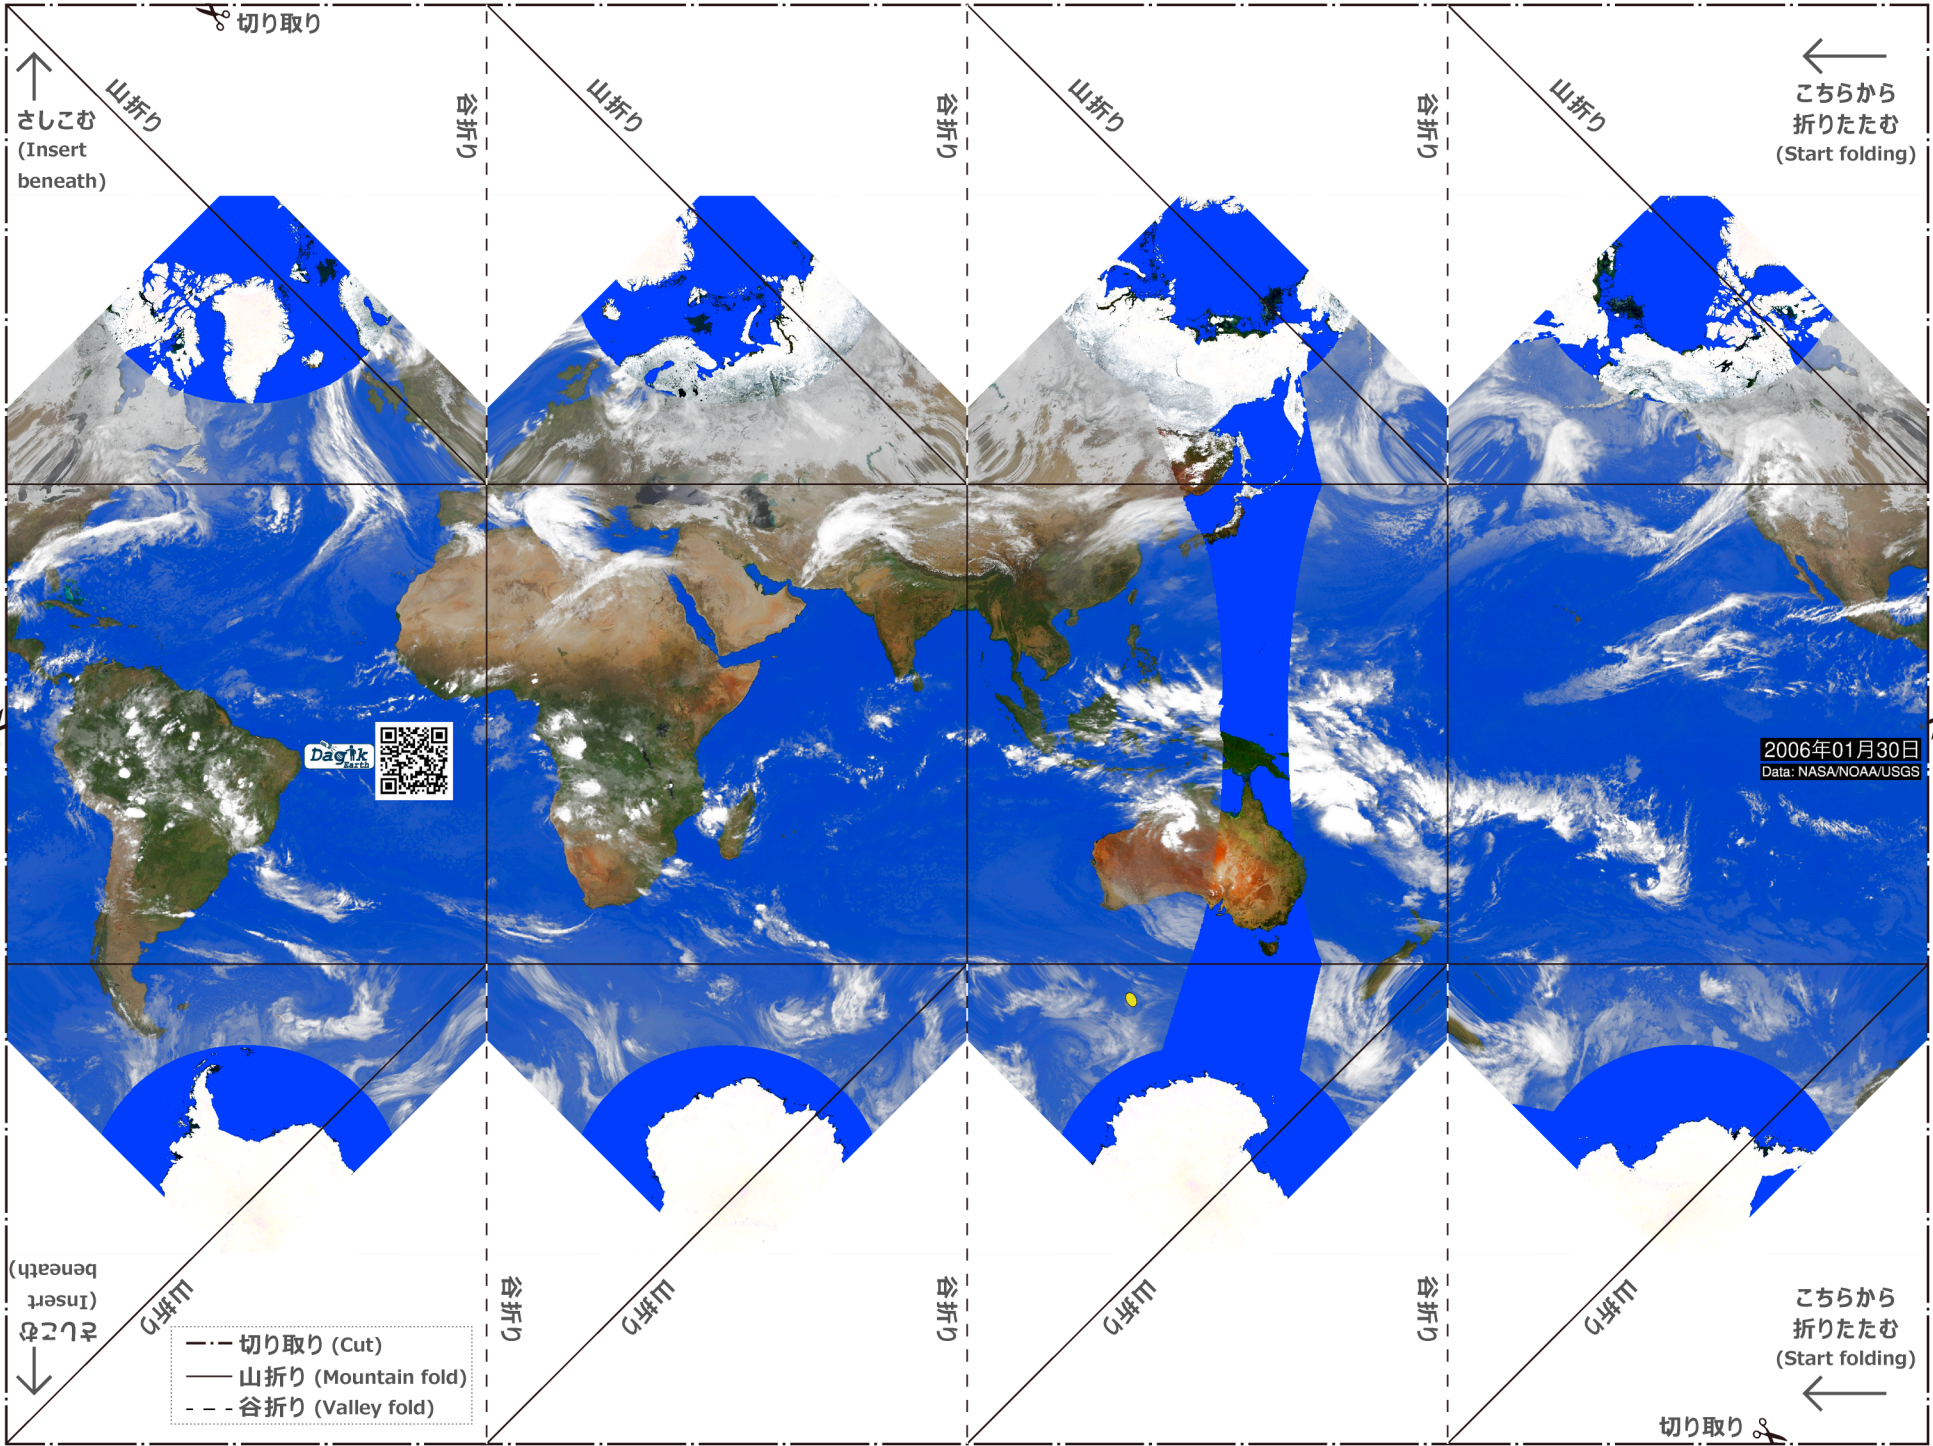 切り取り
さしこむ
(Insert
beneath)
山折り
谷折り
山折り
谷折り
山折り
谷折り
山折り
こちらから
折りたたむ
(Start folding)
Dagik
Earth
2006年01月30日
Data: NASA/NOAA/USGS
さしこむ
(Insert
beneath)
山折り
谷折り
山折り
谷折り
山折り
谷折り
山折り
こちらから
折りたたむ
(Start folding)
切り取り (Cut)
山折り (Mountain fold)
谷折り (Valley fold)
切り取り